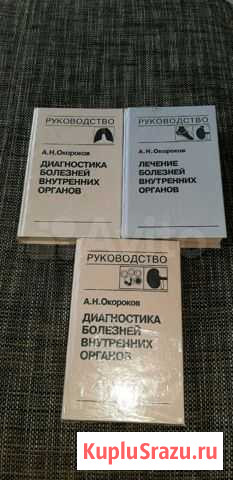 РУКОВОДСТВО
А.Н.Окороков
ДИАГНОСТИКА
БОЛЕЗНЕЙ
ВНУТРЕННИХ
ОРГАНОВ
РУКОВОДСТВО
А.Н.Окороков
ЛЕЧЕНИЕ
БОЛЕЗНЕЙ
ВНУТРЕННИХ
ОРГАНОВ
РУКОВОДСТВО
А.Н.Окороков
ДИАГНОСТИКА
БОЛЕЗНЕЙ
ВНУТРЕННИХ
ОРГАНОВ
KupluSrazu.ru